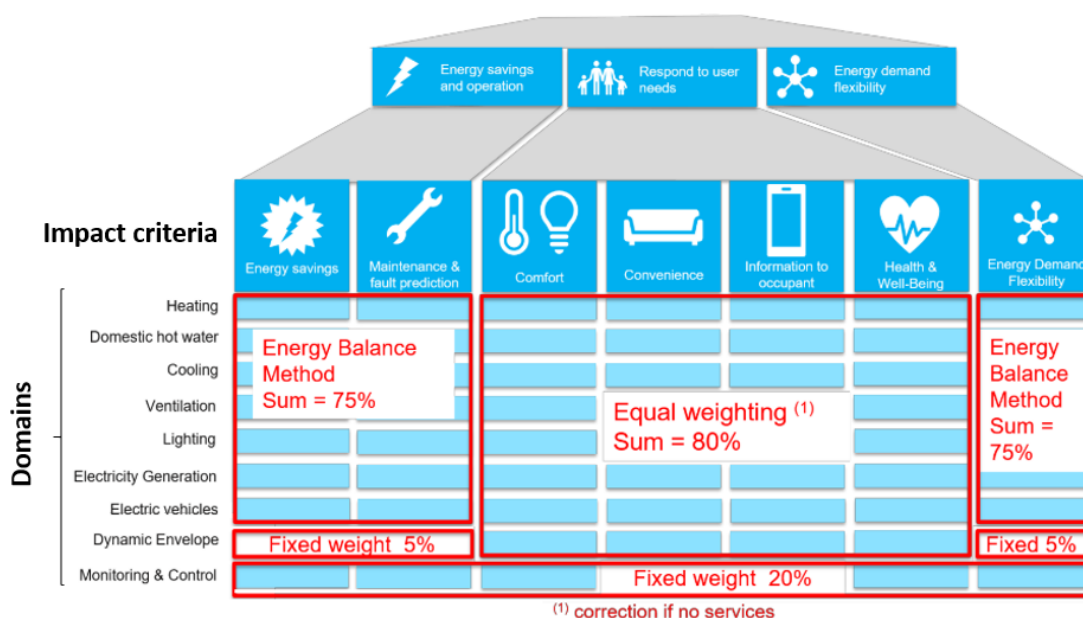 Energy savings
and operation
Respond to user
needs
Energy demand
flexibility
Impact criteria
Energy savings
Maintenance &
fault prediction
Comfort
Convenience
Information to
occupant
Health &
Well-Being
Energy Demand
Flexibility
Domains
Heating
Domestic hot water
Cooling
Ventilation
Lighting
Electricity Generation
Electric vehicles
Dynamic Envelope
Monitoring & Control
Energy Balance
Method
Sum = 75%
Equal weighting (1)
Sum = 80%
Energy
Balance
Method
Sum =
75%
Fixed weight 5%
Fixed 5%
Fixed weight 20%
(1) correction if no services